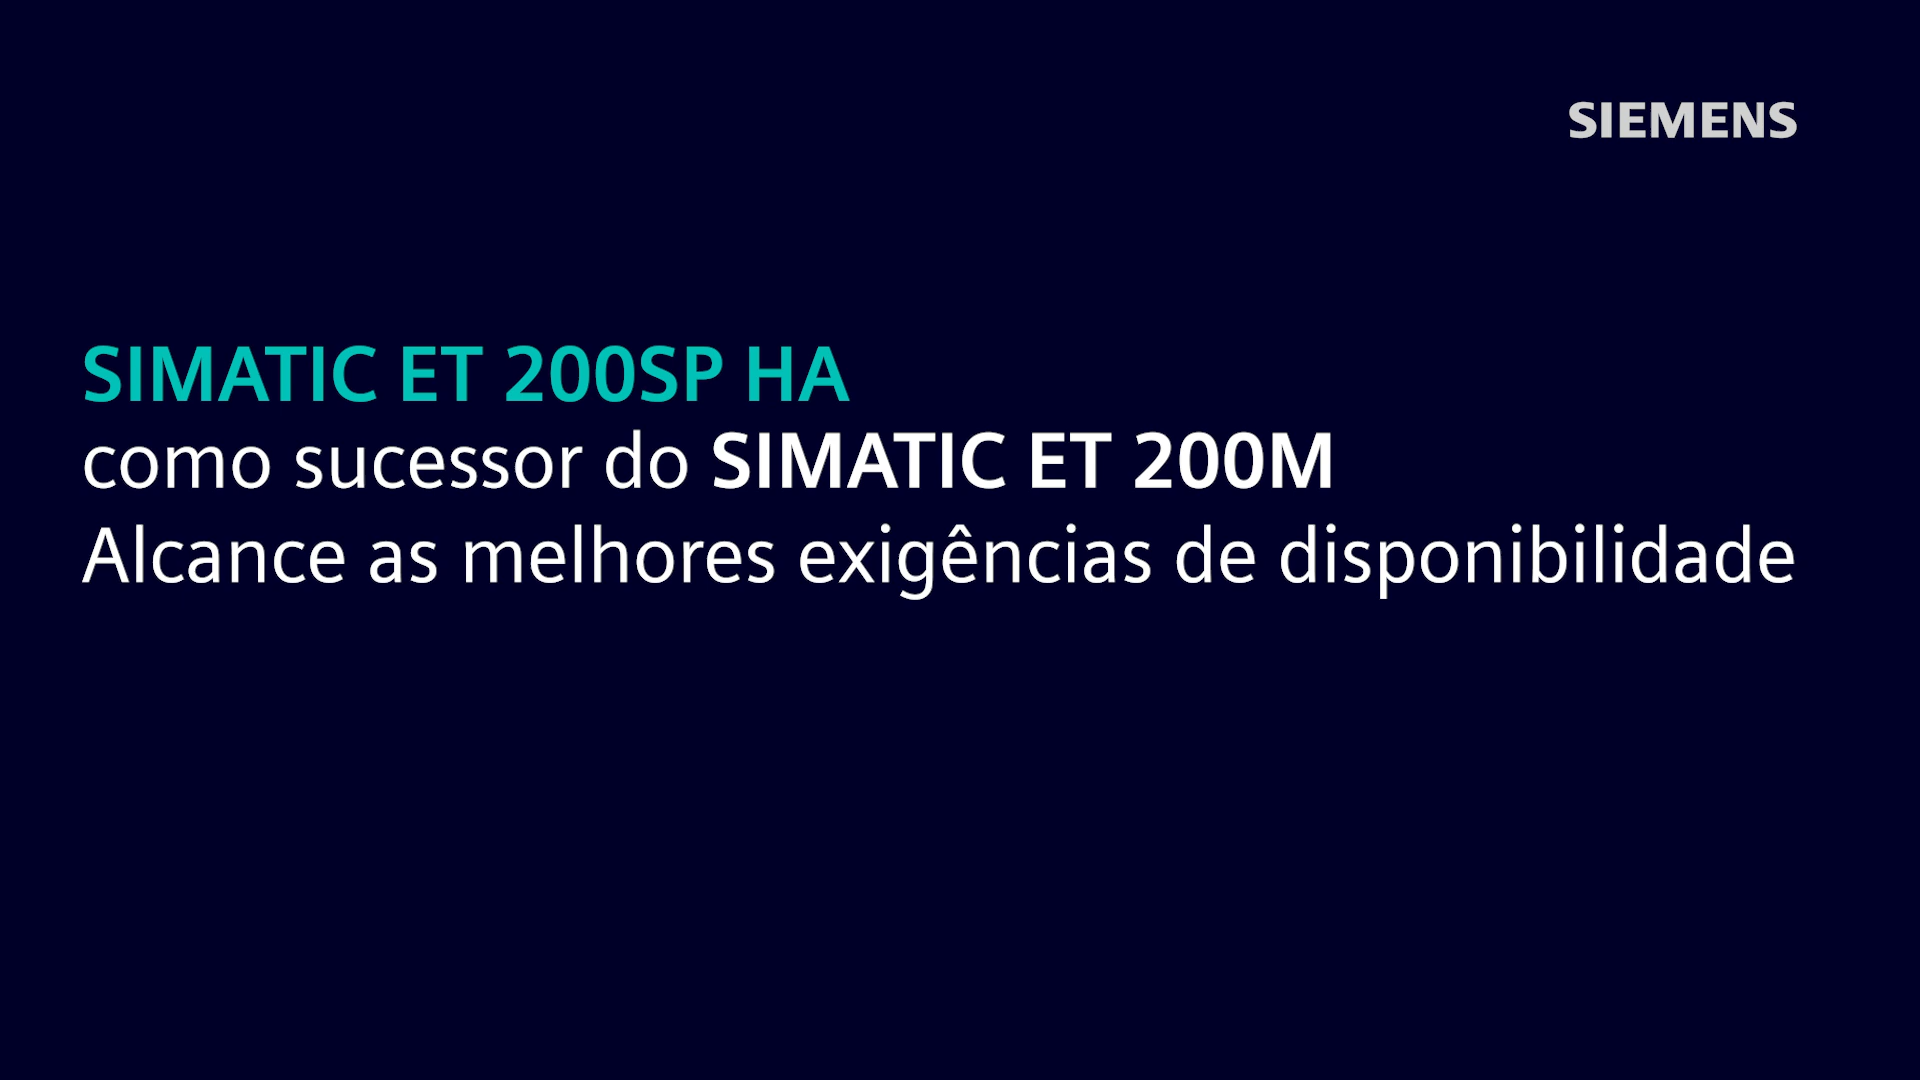 SIEMENS
SIMATIC ET 200SP HA
como sucessor do SIMATIC ET 200M
Alcance as melhores exigências de disponibilidade